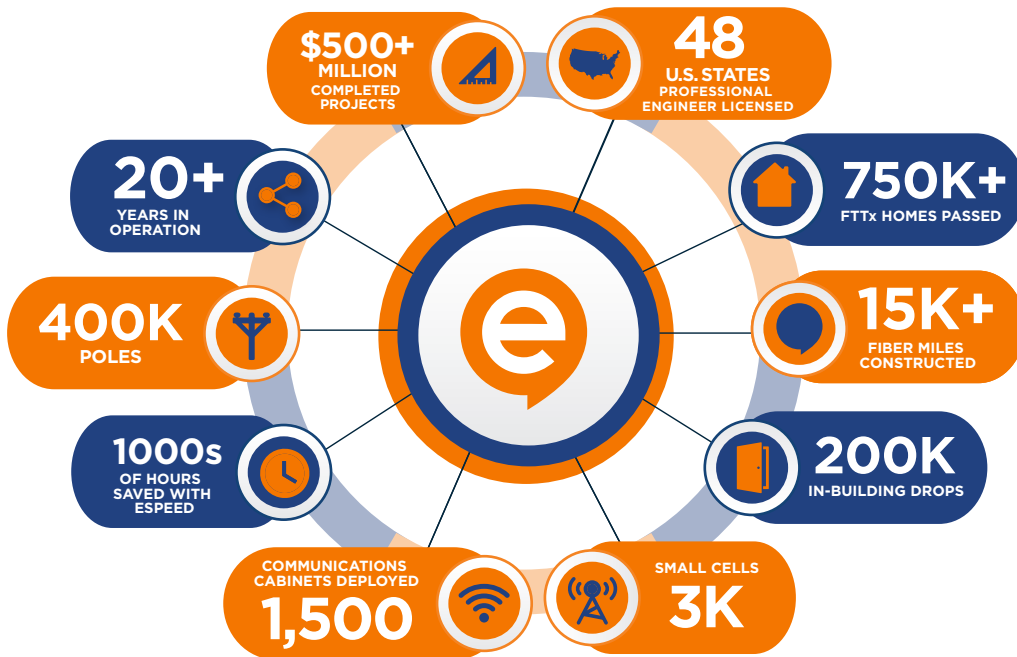 $500+
MILLION
COMPLETED
PROJECTS
48
U.S. STATES
PROFESSIONAL
ENGINEER LICENSED
20+
YEARS IN
OPERATION
750K+
FTTx HOMES PASSED
400K
POLES
15K+
FIBER MILES
CONSTRUCTED
1000s
OF HOURS
SAVED WITH
ESPEED
200K
IN-BUILDING DROPS
COMMUNICATIONS
CABINETS DEPLOYED
1,500
SMALL CELLS
3K
e